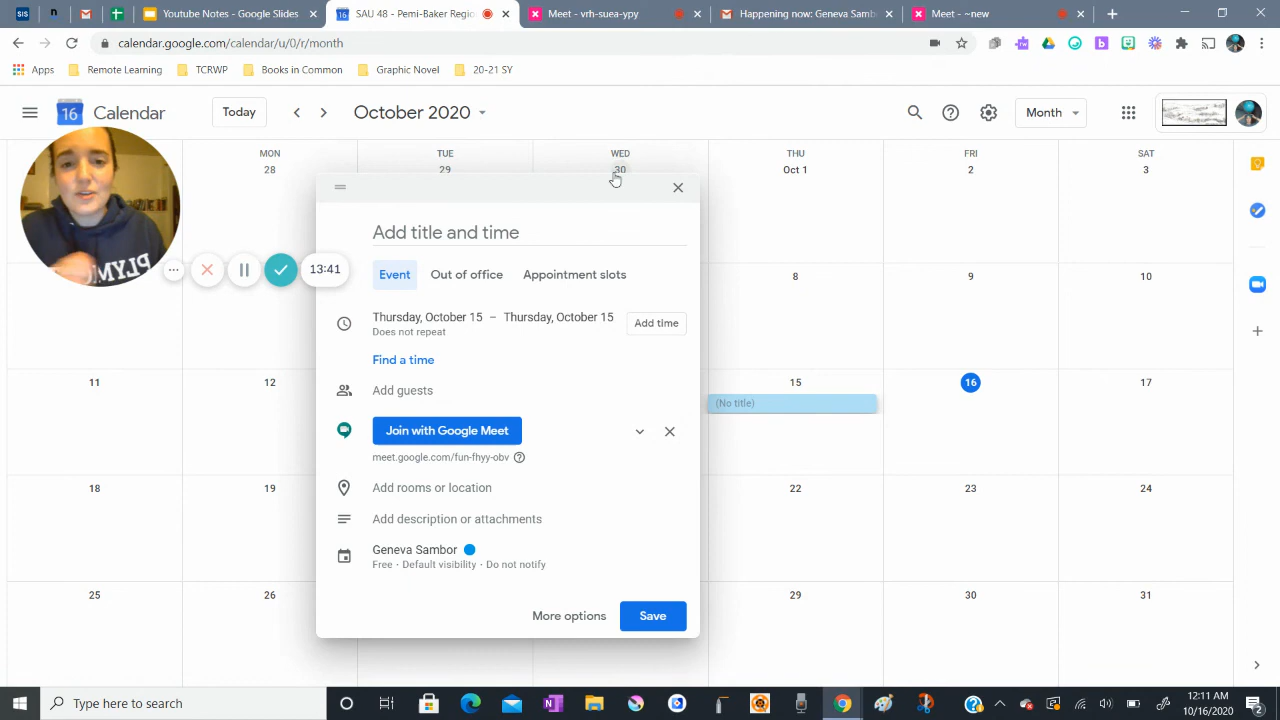 SIS
Youtube Slides - Google Slides
SAU 48 - Pemi-Baker Regi
Meet - vrh-suea-ypy
Happening now: Geneva Samb
Meet - ~new
calendar.google.com/calendar/u/0/r/month
Apps
Remote Learning
TCRWP
Books in Common
Graphic Novel
20-21 SY
16
Calendar
Today
October 2020
Month
MON
TUE
WED
THU
FRI
SAT
28
29
30
Oct 1
2
3
Add title and time
PLYM
13:41
Event
Out of office
Appointment slots
8
9
10
Thursday, October 15 – Thursday, October 15
Add time
Does not repeat
Find a time
Add guests
11
12
15
16
17
(No title)
Join with Google Meet
meet.google.com/fun-fhyy-obv
Add rooms or location
18
19
22
23
24
Add description or attachments
Geneva Sambor
Free · Default visibility · Do not notify
25
26
29
30
31
More options
Save
Type here to search
12:11 AM
10/16/2020
2